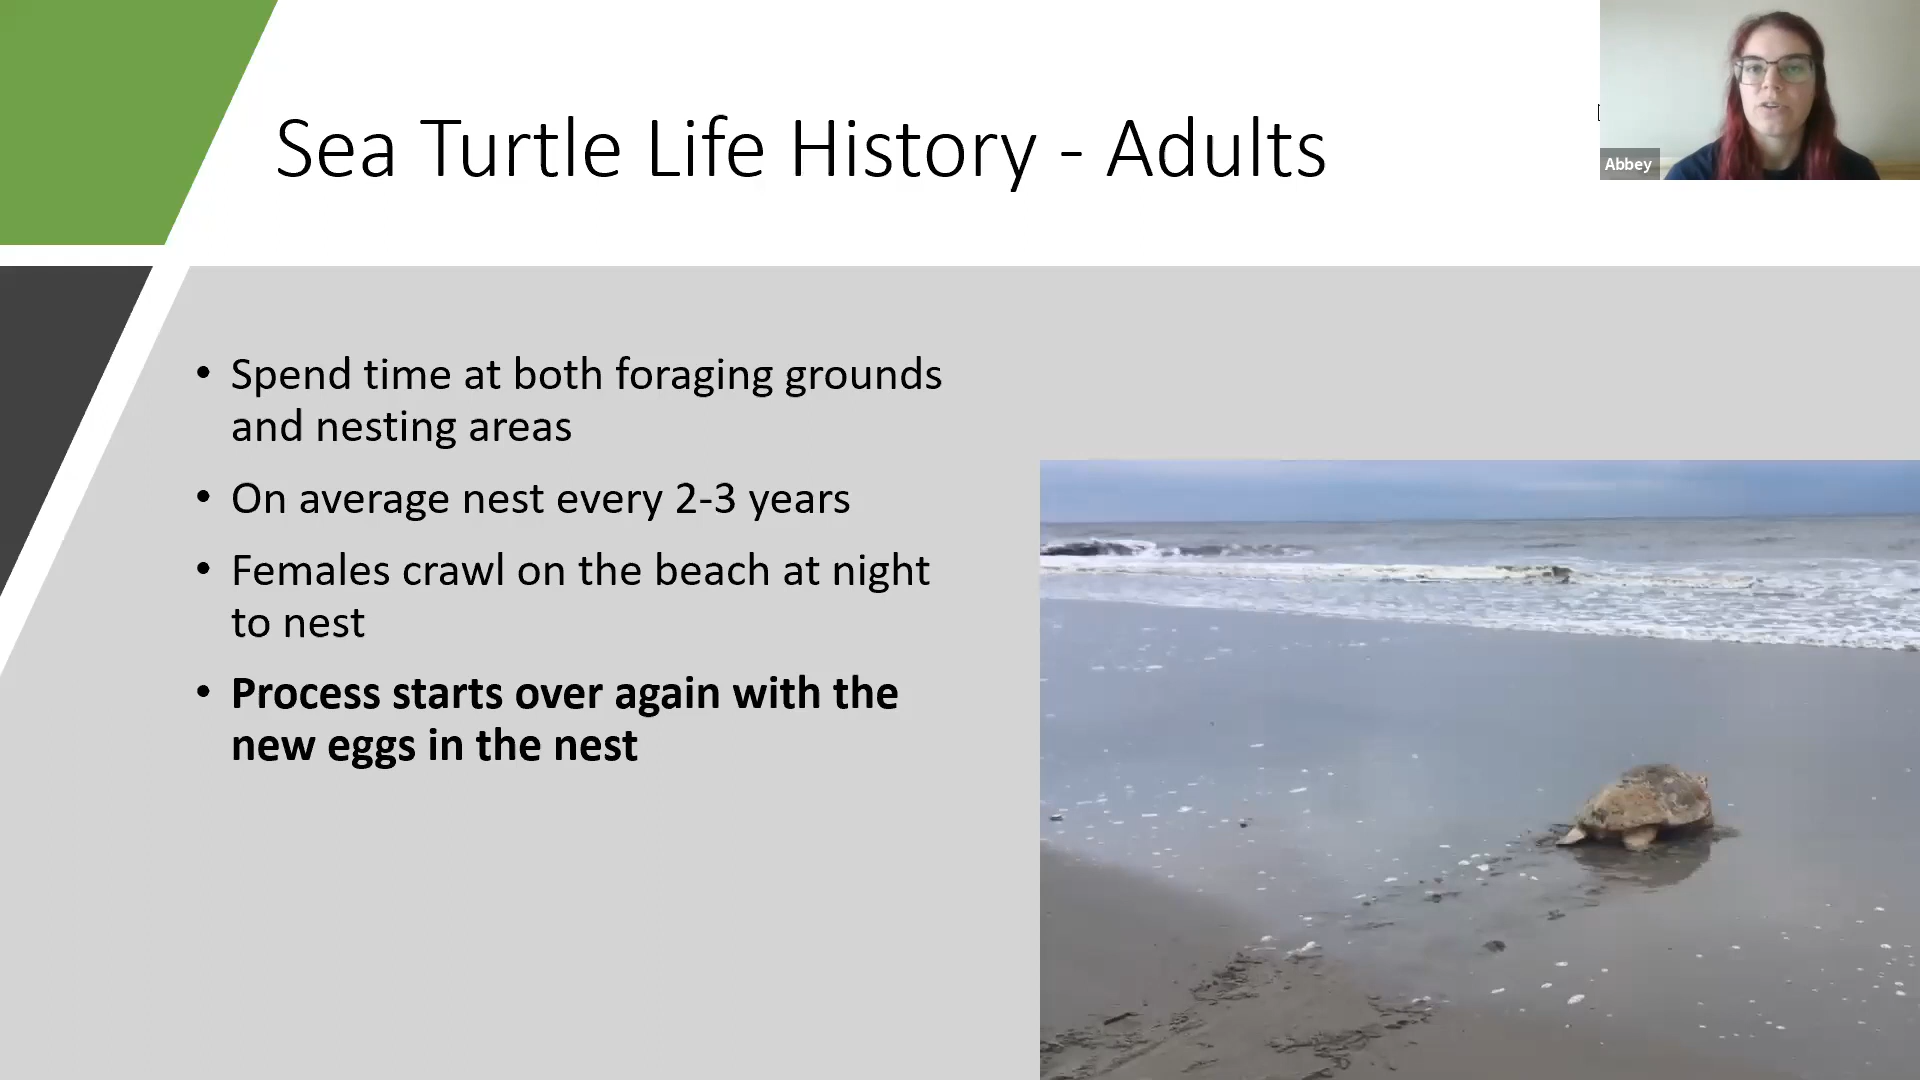 Sea Turtle Life History - Adults
Abbey
• Spend time at both foraging grounds
and nesting areas
• On average nest every 2-3 years
• Females crawl on the beach at night
to nest
• Process starts over again with the
new eggs in the nest